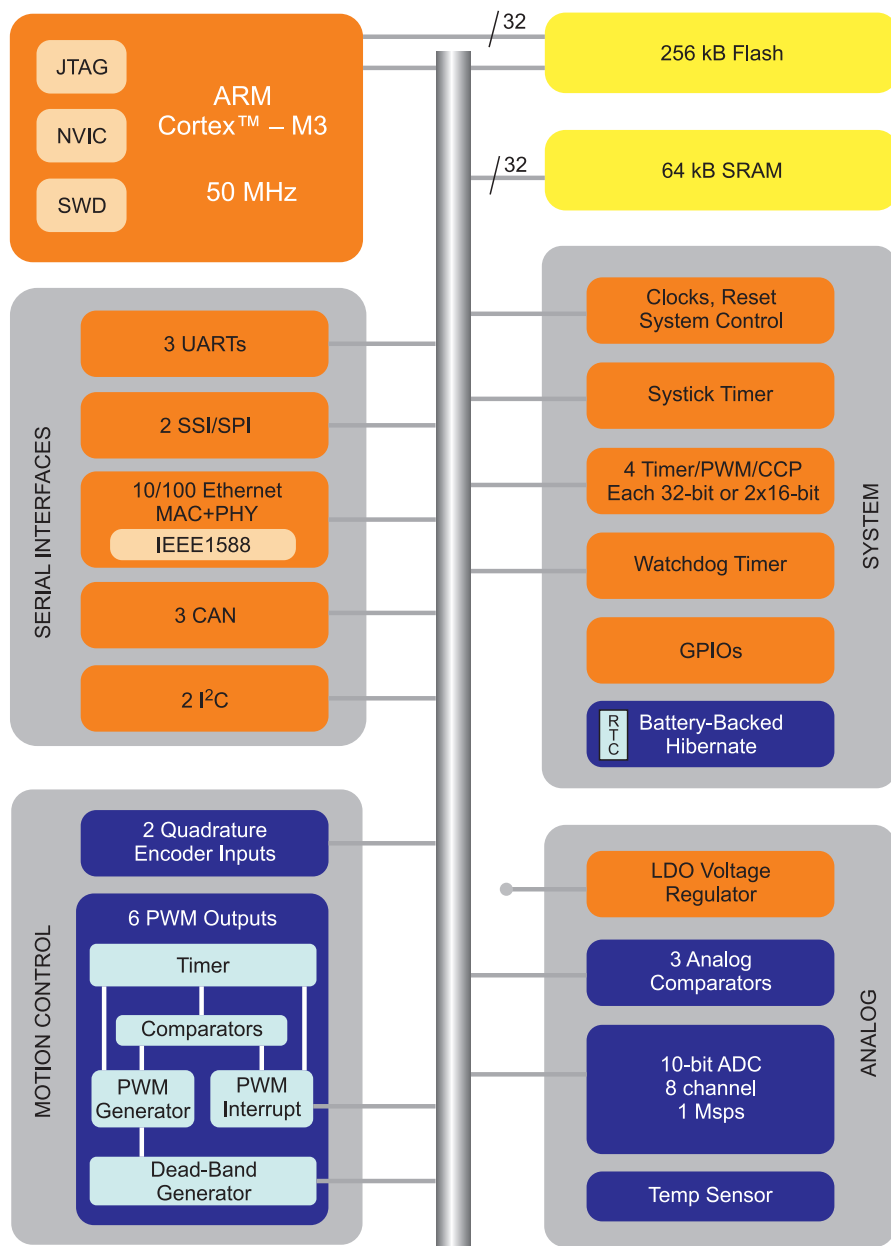 JTAG
NVIC
SWD
ARM
Cortex™ – M3
50 MHz
32
256 kB Flash
32
64 kB SRAM
SERIAL INTERFACES
3 UARTs
2 SSI/SPI
10/100 Ethernet
MAC+PHY
IEEE1588
3 CAN
2 I²C
SYSTEM
Clocks, Reset
System Control
Systick Timer
4 Timer/PWM/CCP
Each 32-bit or 2x16-bit
Watchdog Timer
GPIOs
RTC
Battery-Backed
Hibernate
MOTION CONTROL
2 Quadrature
Encoder Inputs
6 PWM Outputs
Timer
Comparators
PWM
Generator
PWM
Interrupt
Dead-Band
Generator
ANALOG
LDO Voltage
Regulator
3 Analog
Comparators
10-bit ADC
8 channel
1 Msps
Temp Sensor